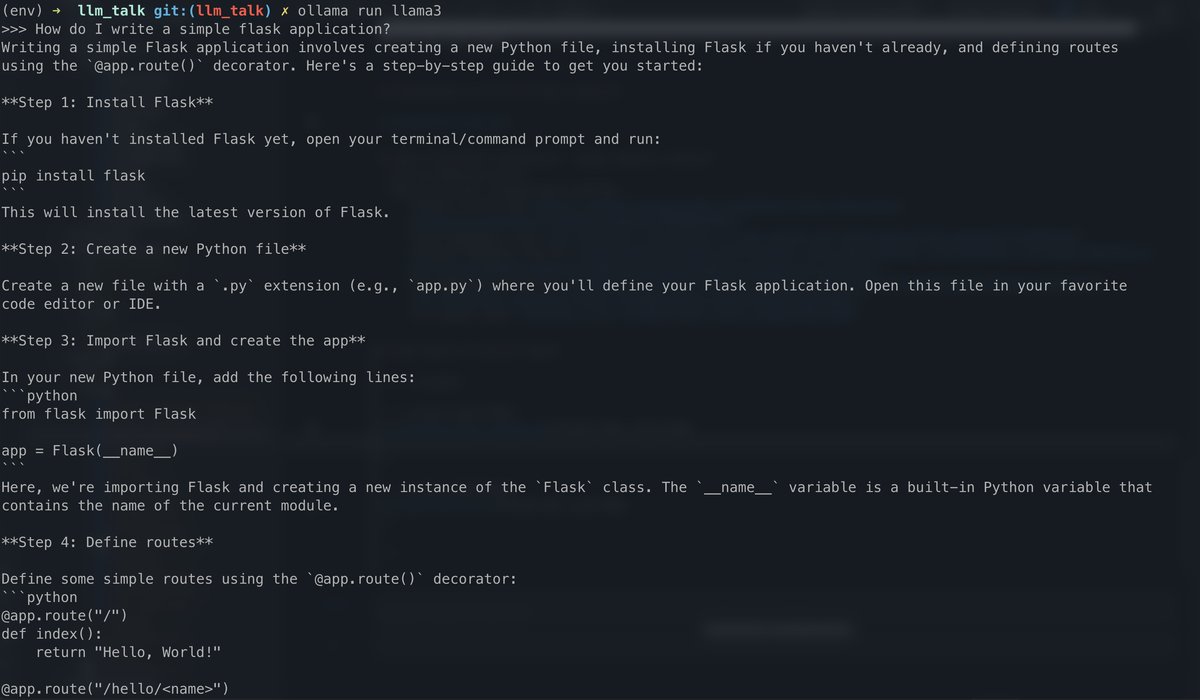 (env) ➜  llm_talk git:(llm_talk) ✗ ollama run llama3
>>> How do I write a simple flask application?
Writing a simple Flask application involves creating a new Python file, installing Flask if you haven't already, and defining routes
using the `@app.route()` decorator. Here's a step-by-step guide to get you started:

**Step 1: Install Flask**

If you haven't installed Flask yet, open your terminal/command prompt and run:
```
pip install flask
```
This will install the latest version of Flask.

**Step 2: Create a new Python file**

Create a new file with a `.py` extension (e.g., `app.py`) where you'll define your Flask application. Open this file in your favorite
code editor or IDE.

**Step 3: Import Flask and create the app**

In your new Python file, add the following lines:
```python
from flask import Flask

app = Flask(__name__)
```
Here, we're importing Flask and creating a new instance of the `Flask` class. The `__name__` variable is a built-in Python variable that
contains the name of the current module.

**Step 4: Define routes**

Define some simple routes using the `@app.route()` decorator:
```python
@app.route("/")
def index():
    return "Hello, World!"

@app.route("/hello/<name>")